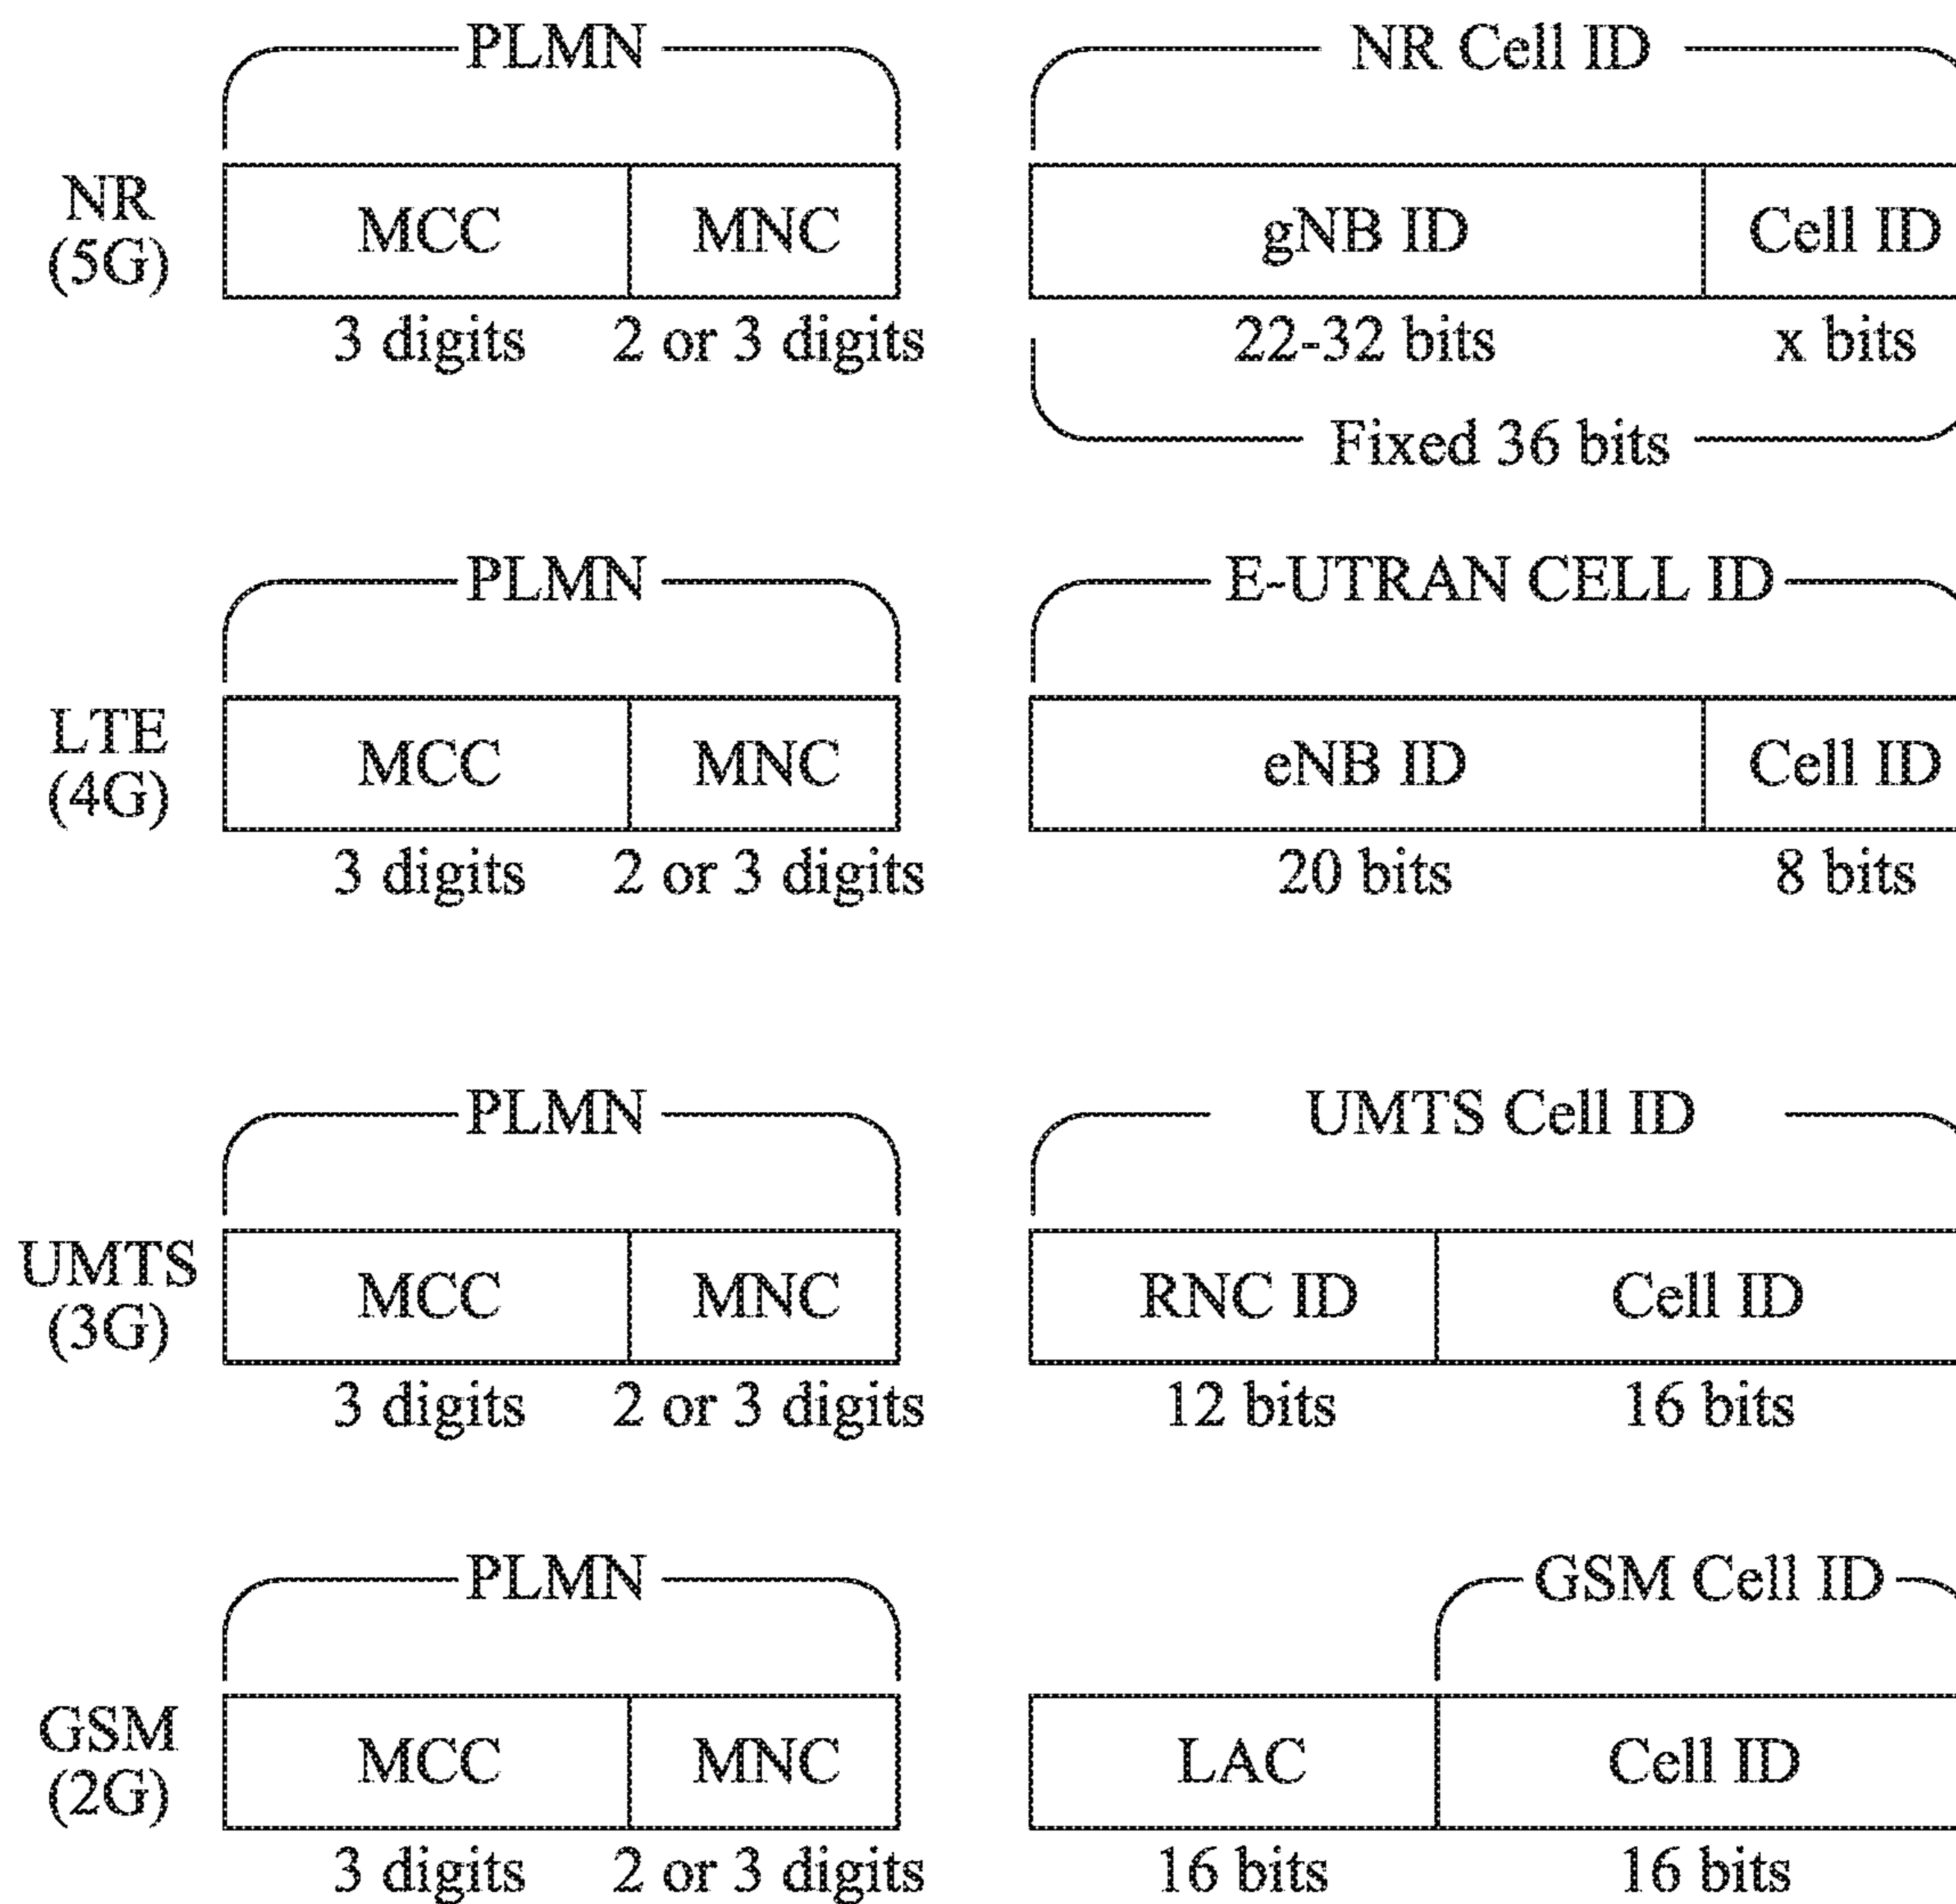 PLMN NR Cell ID
NR
(5G)
MCC MNC gNB ID Cell ID
3 digits 2 or 3 digits 22-32 bits x bits
Fixed 36 bits
PLMN E-UTRAN CELL ID
LTE
(4G)
MCC MNC eNB ID Cell ID
3 digits 2 or 3 digits 20 bits 8 bits
PLMN UMTS Cell ID
UMTS
(3G)
MCC MNC RNC ID Cell ID
3 digits 2 or 3 digits 12 bits 16 bits
PLMN GSM Cell ID
GSM
(2G)
MCC MNC LAC Cell ID
3 digits 2 or 3 digits 16 bits 16 bits